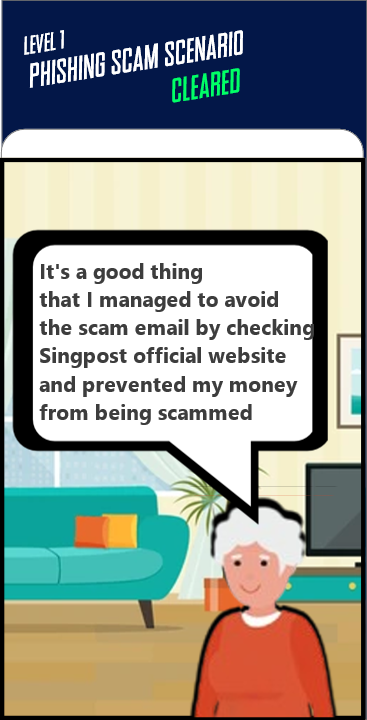 LEVEL 1
PHISHING SCAM SCENARIO
CLEARED
It's a good thing
that I managed to avoid
the scam email by checking
Singpost official website
and prevented my money
from being scammed